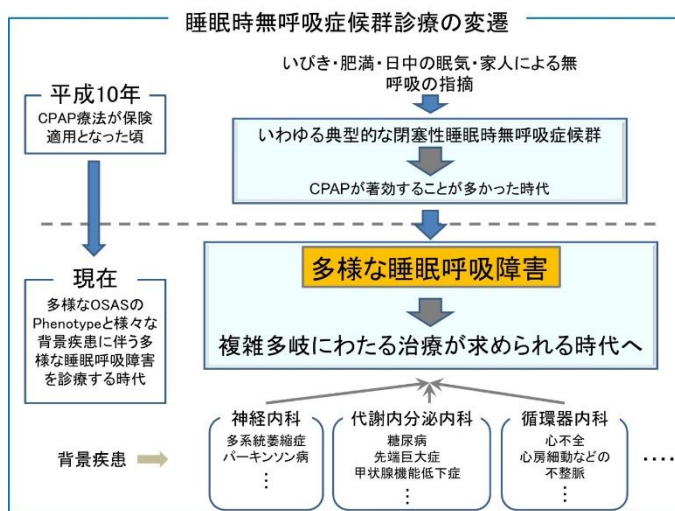 睡眠時無呼吸症候群診療の変遷
いびき・肥満・日中の眠気・家人による無
呼吸の指摘
平成10年
CPAP療法が保険
適用となった頃
いわゆる典型的な閉塞性睡眠時無呼吸症候群
CPAPが著効することが多かった時代
現在
多様なOSASの
Phenotypeと様々な
背景疾患に伴う多
様な睡眠呼吸障害
を診療する時代
多様な睡眠呼吸障害
複雑多岐にわたる治療が求められる時代へ
背景疾患
神経内科
多系統萎縮症
パーキンソン病
⋮
代謝内分泌内科
糖尿病
先端巨大症
甲状腺機能低下症
⋮
循環器内科
心不全
心房細動などの
不整脈
⋮
‥‥